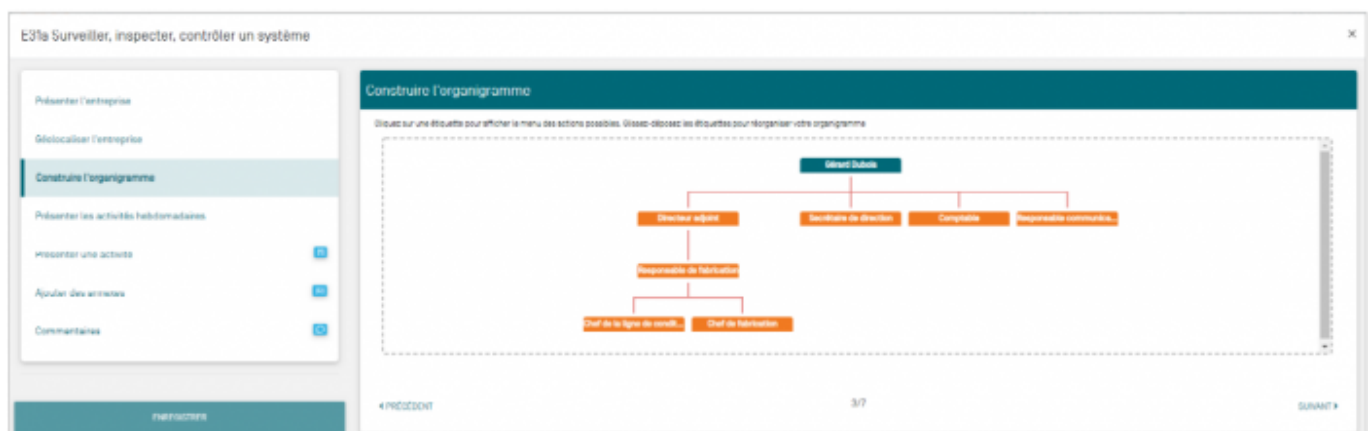 E31a Surveiller, inspecter, contrôler un système
×
Présenter l'entreprise
Géolocaliser l'entreprise
Construire l'organigramme
Présenter les activités hebdomadaires
Présenter une activité
Ajouter des annexes
Commentaires
ENREGISTRER
Construire l'organigramme
Cliquez sur une étiquette pour afficher le menu des actions possibles. Glissez-déposez les étiquettes pour réorganiser votre organigramme
Gérard Dubois
Directeur adjoint
Secrétaire de direction
Comptable
Responsable communica...
Responsable de fabrication
Chef de la ligne de condit...
Chef de fabrication
PRÉCÉDENT
3/7
SUIVANT